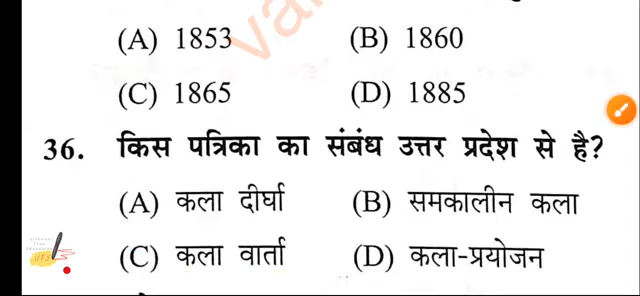 (A) 1853 (B) 1860
(C) 1865 (D) 1885
36. किस पत्रिका का संबंध उत्तर प्रदेश से है?
(A) कला दीर्घा (B) समकालीन कला
(C) कला वार्ता (D) कला-प्रयोजन